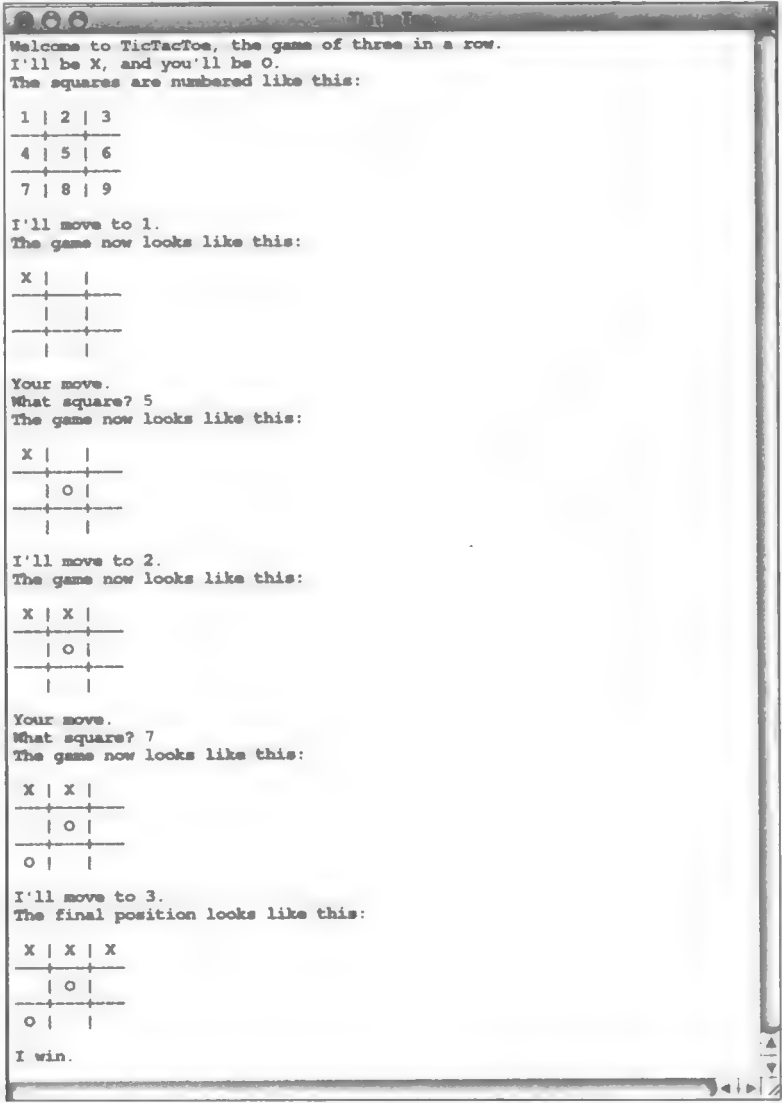 Welcome to TicTacToe, the game of three in a row.
I'll be X, and you'll be O.
The squares are numbered like this:
1 | 2 | 3
4 | 5 | 6
7 | 8 | 9
I'll move to 1.
The game now looks like this:
X | |
| |
| |
Your move.
What square? 5
The game now looks like this:
X | |
| O |
| |
I'll move to 2.
The game now looks like this:
X | X |
| O |
| |
Your move.
What square? 7
The game now looks like this:
X | X |
| O |
O | |
I'll move to 3.
The final position looks like this:
X | X | X
| O |
O | |
I win.